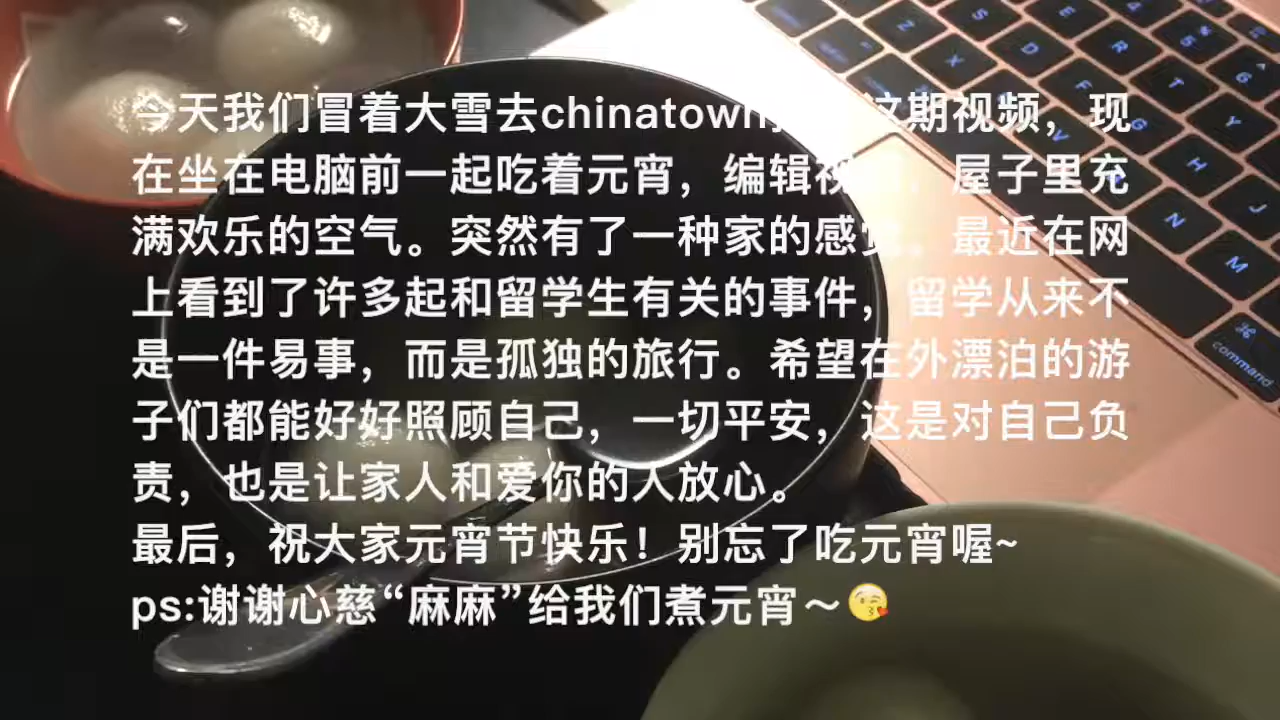 今天我们冒着大雪去chinatown 这期视频，现
在坐在电脑前一起吃着元宵，编辑视 屋子里充
满欢乐的空气。突然有了一种家的感觉。最近在网
上看到了许多起和留学生有关的事件，留学从来不
是一件易事，而是孤独的旅行。希望在外漂泊的游
子们都能好好照顾自己，一切平安，这是对自己负
责，也是让家人和爱你的人放心。
最后，祝大家元宵节快乐！别忘了吃元宵喔~
ps:谢谢心慈“麻麻”给我们煮元宵～😘
Z
S
E
4
X
D
R
5
F
T
6
V
G
H
N
J
M
⌘
command